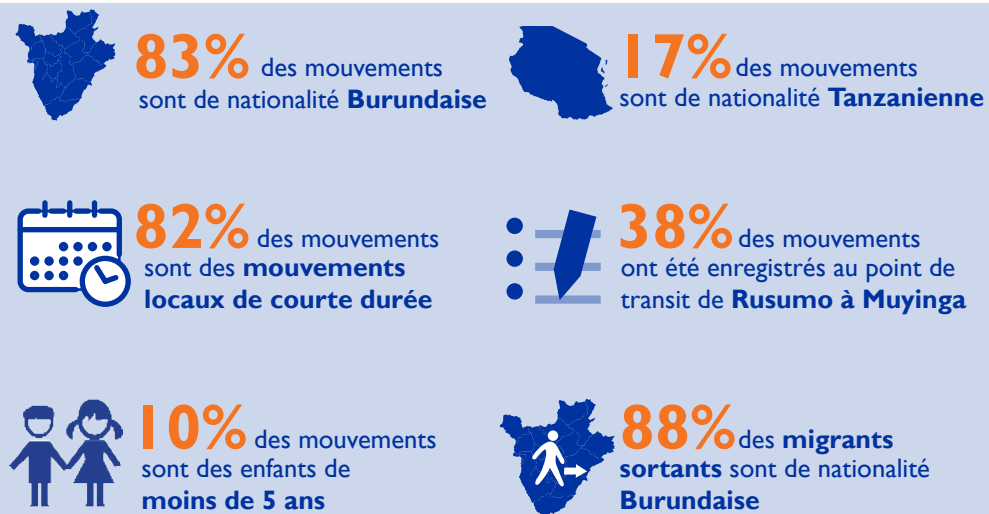 83% des mouvements
sont de nationalité Burundaise
17% des mouvements
sont de nationalité Tanzanienne
82% des mouvements
sont des mouvements
locaux de courte durée
38% des mouvements
ont été enregistrés au point de
transit de Rusumo à Muyinga
10% des mouvements
sont des enfants de
moins de 5 ans
88% des migrants
sortants sont de nationalité
Burundaise